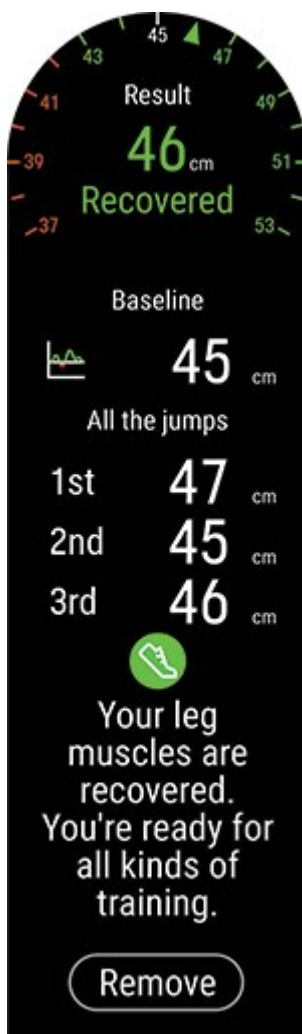 37
39
41
43
45
47
49
51
53
Result
46 cm
Recovered
Baseline
45 cm
All the jumps
1st 47 cm
2nd 45 cm
3rd 46 cm
Your leg
muscles are
recovered.
You're ready for
all kinds of
training.
Remove